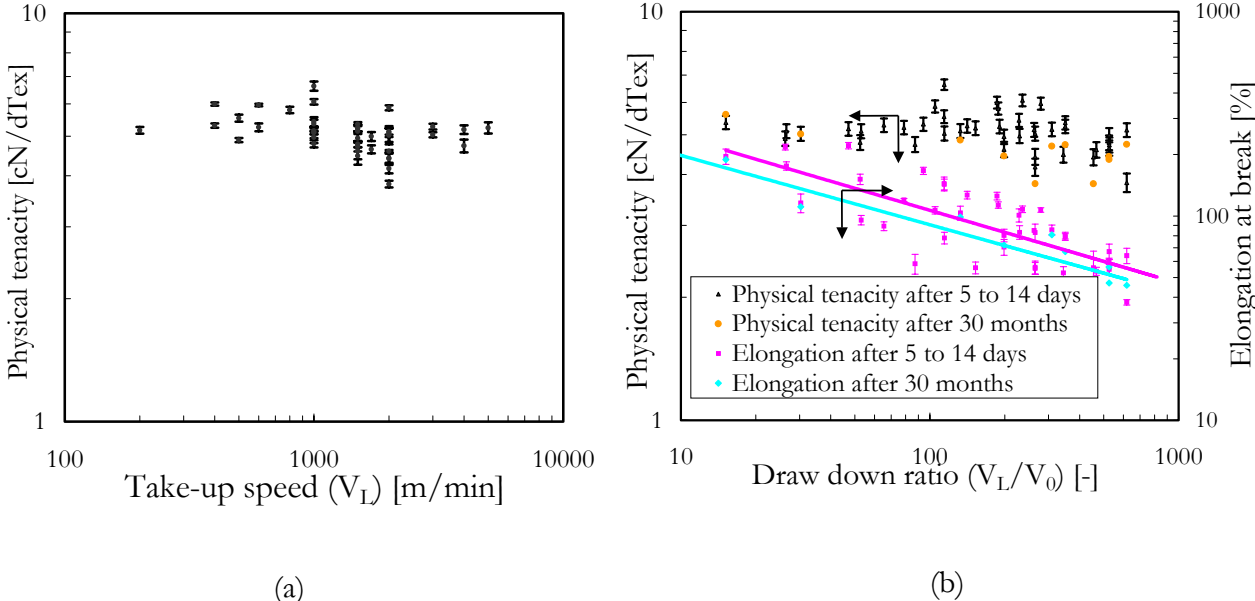 10
1
100
1000
10000
Physical tenacity [cN/dTex]
Take-up speed (V_L) [m/min]
(a)
10
1
1000
100
10
10
100
1000
Physical tenacity [cN/dTex]
Elongation at break [%]
Physical tenacity after 5 to 14 days
Physical tenacity after 30 months
Elongation after 5 to 14 days
Elongation after 30 months
Draw down ratio (V_L/V_0) [-]
(b)